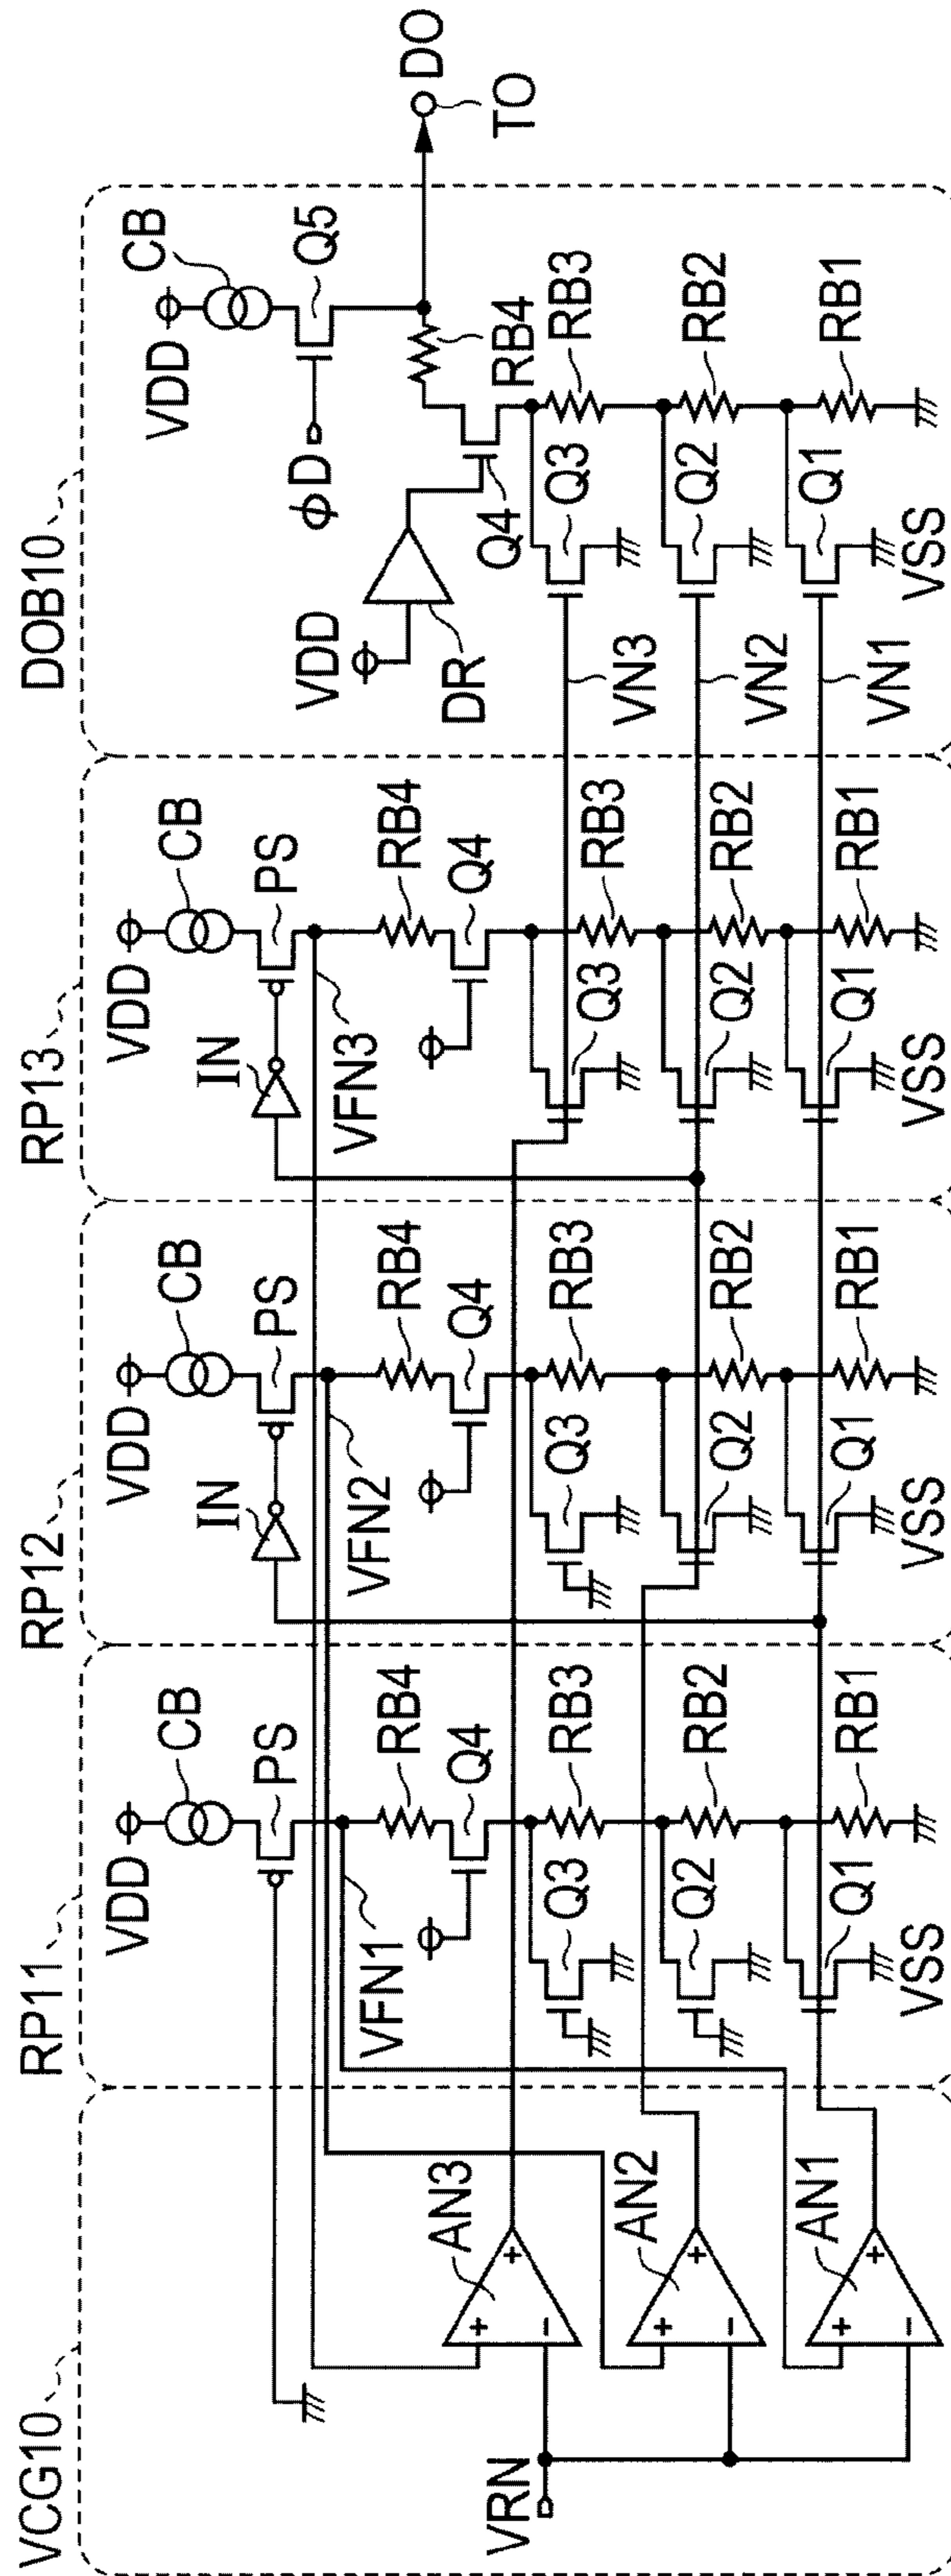 VCG10
RP11
RP12
RP13
DOB10
VRN
AN3
AN2
AN1
+
−
+
+
−
+
+
−
+
VDD
CB
PS
VFN1
RB4
Q4
Q3
RB3
Q2
RB2
Q1
RB1
VSS
VDD
CB
IN
PS
VFN2
RB4
Q4
Q3
RB3
Q2
RB2
Q1
RB1
VSS
VDD
CB
IN
PS
VFN3
RB4
Q4
Q3
RB3
Q2
RB2
Q1
RB1
VSS
VDD
CB
φD
Q5
VDD
DR
RB4
Q4
Q3
RB3
VN3
Q2
RB2
VN2
Q1
RB1
VN1
VSS
DO
TO